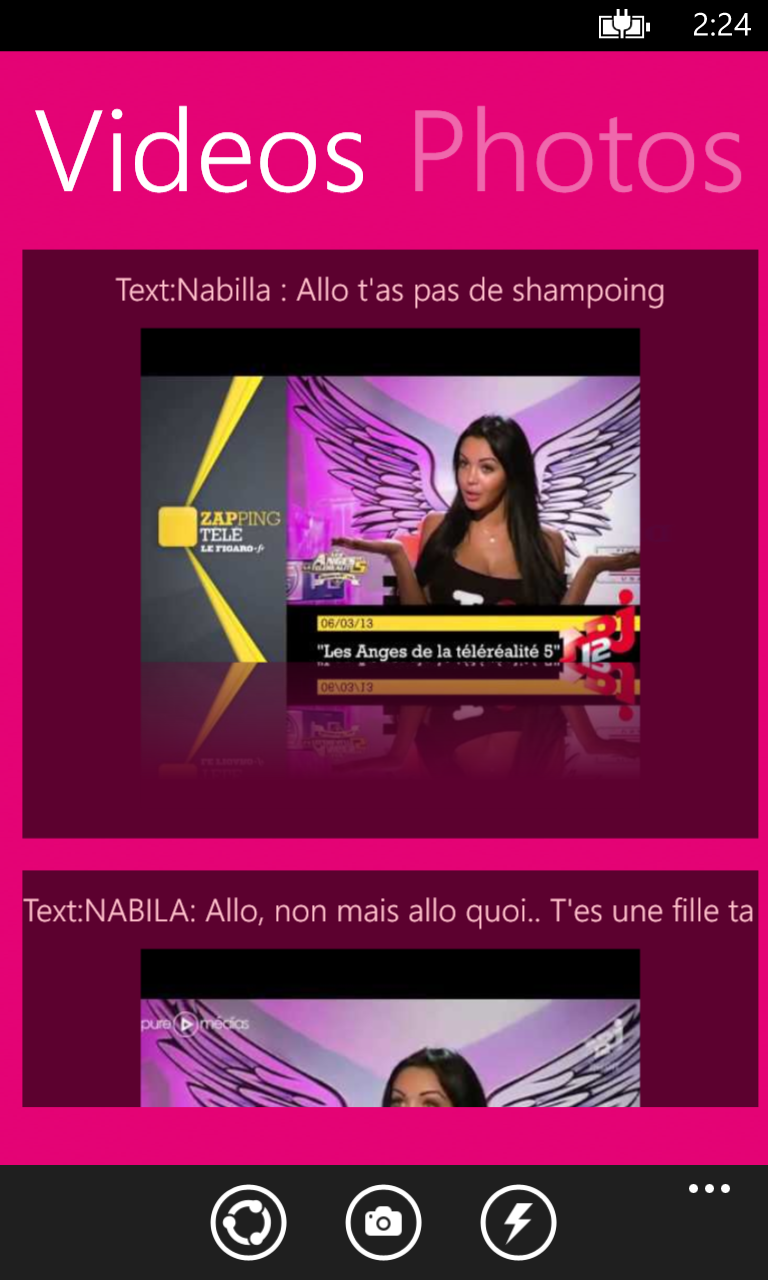 2:24
Videos Photos
Text:Nabilla : Allo t'as pas de shampoing
ZAPPING
TÉLÉ
LE FIGARO·fr
LES
ANGES
DE LA TÉLÉRÉALITÉ 5
06/03/13
"Les Anges de la téléréalité 5"
NRJ
12
Text:NABILA: Allo, non mais allo quoi.. T'es une fille ta
pure médias
NRJ